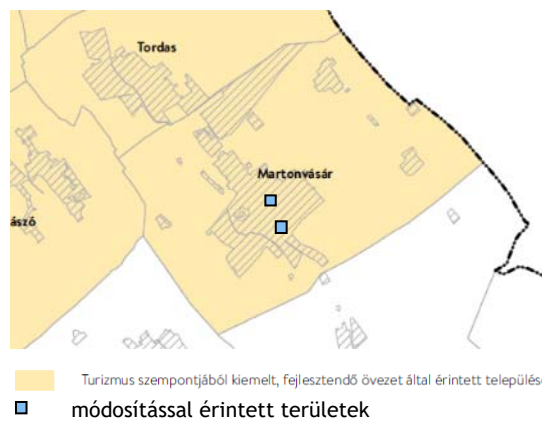 Tordas
Martonvásár
ászó
Turizmus szempontjából kiemelt, fejlesztendő övezet által érintett települése
módosítással érintett területek